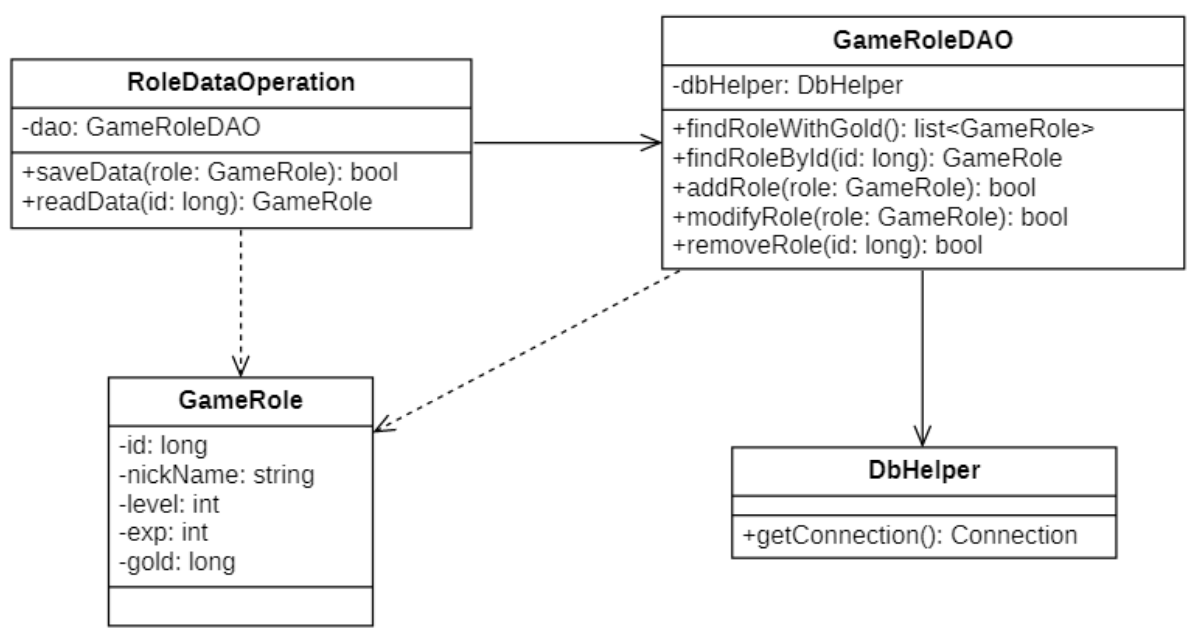 RoleDataOperation
-dao: GameRoleDAO
+saveData(role: GameRole): bool
+readData(id: long): GameRole
GameRoleDAO
-dbHelper: DbHelper
+findRoleWithGold(): list<GameRole>
+findRoleById(id: long): GameRole
+addRole(role: GameRole): bool
+modifyRole(role: GameRole): bool
+removeRole(id: long): bool
GameRole
-id: long
-nickName: string
-level: int
-exp: int
-gold: long
DbHelper
+getConnection(): Connection